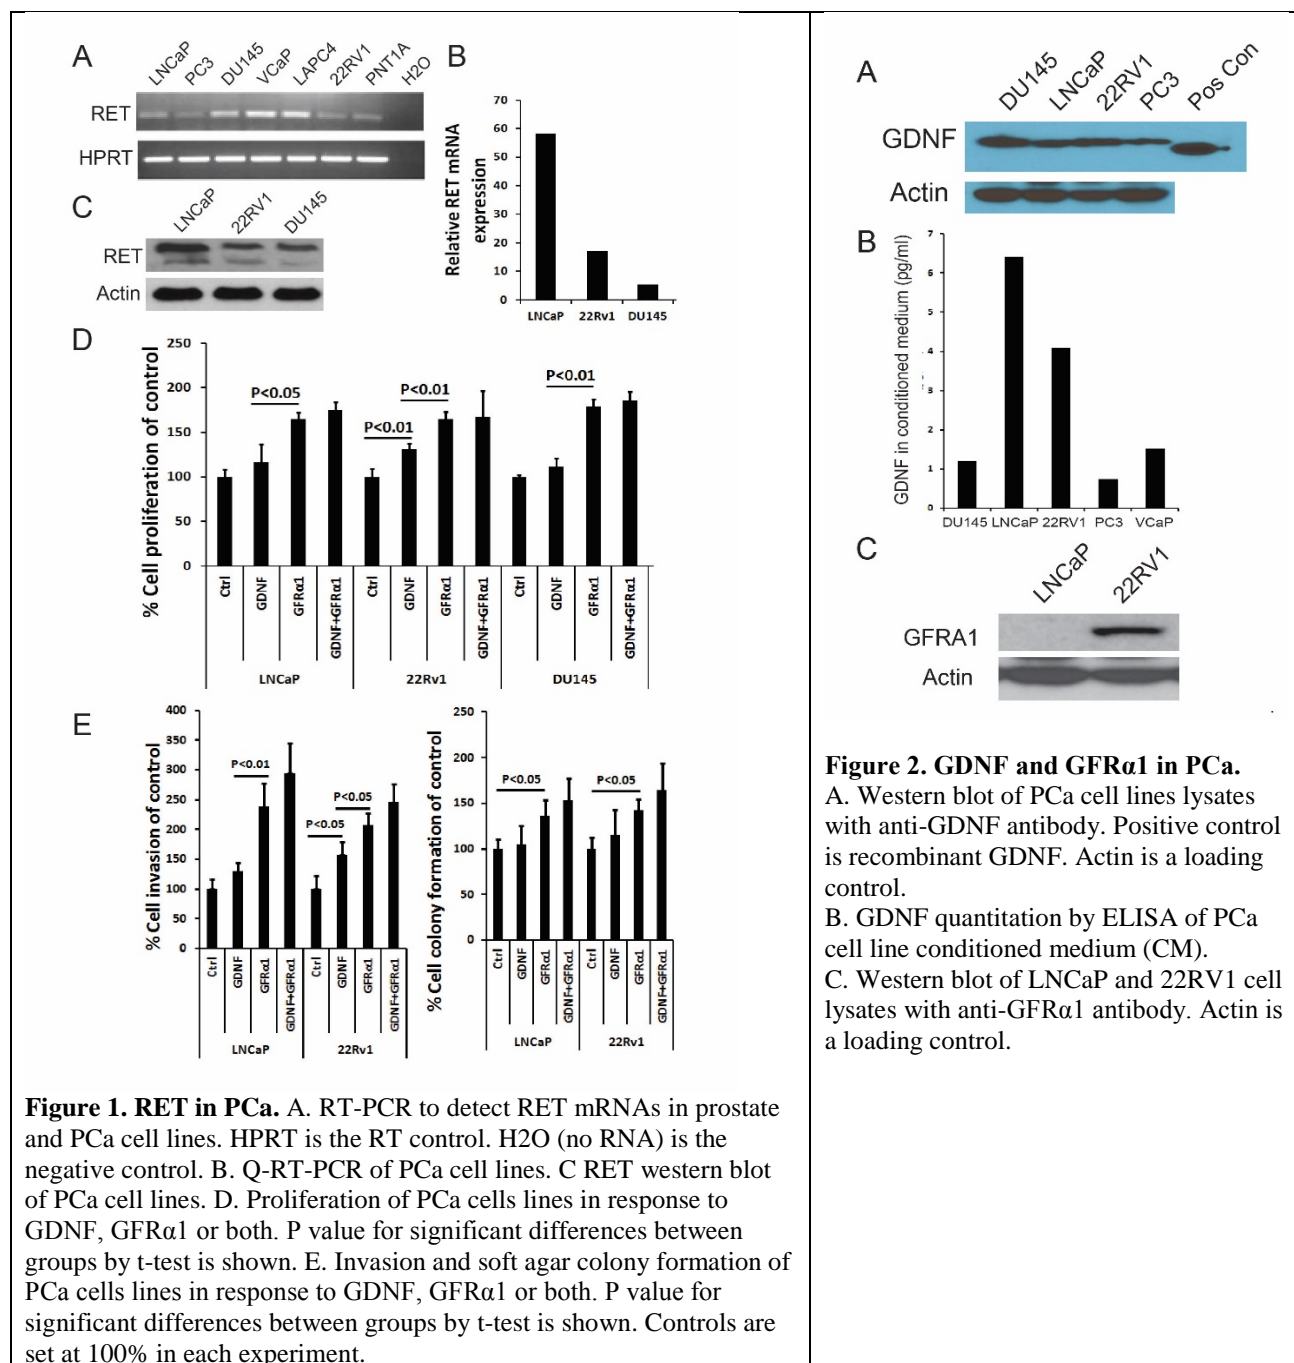 A
LNCaP
PC3
DU145
VCaP
LAPC4
22RV1
PNT1A
H2O
RET
HPRT
B
Relative RET mRNA
expression
70
60
50
40
30
20
10
0
LNCaP 22Rv1 DU145
C
LNCaP
22RV1
DU145
RET
Actin
D
% Cell proliferation of control
250
200
150
100
50
0
P<0.05
P<0.01
P<0.01
P<0.01
Ctrl GDNF GFRα1 GDNF+GFRα1 Ctrl GDNF GFRα1 GDNF+GFRα1 Ctrl GDNF GFRα1 GDNF+GFRα1
LNCaP 22Rv1 DU145
E
% Cell invasion of control
400
350
300
250
200
150
100
50
0
P<0.01
P<0.05
P<0.05
Ctrl GDNF GFRα1 GDNF+GFRα1 Ctrl GDNF GFRα1 GDNF+GFRα1
LNCaP 22Rv1
% Cell colony formation of control
250
200
150
100
50
0
P<0.05 P<0.05
Ctrl GDNF GFRα1 GDNF+GFRα1 Ctrl GDNF GFRα1 GDNF+GFRα1
LNCaP 22Rv1
Figure 1. RET in PCa. A. RT-PCR to detect RET mRNAs in prostate
and PCa cell lines. HPRT is the RT control. H2O (no RNA) is the
negative control. B. Q-RT-PCR of PCa cell lines. C RET western blot
of PCa cell lines. D. Proliferation of PCa cells lines in response to
GDNF, GFRα1 or both. P value for significant differences between
groups by t-test is shown. E. Invasion and soft agar colony formation of
PCa cells lines in response to GDNF, GFRα1 or both. P value for
significant differences between groups by t-test is shown. Controls are
set at 100% in each experiment.
A
DU145
LNCaP
22RV1
PC3
Pos Con
GDNF
Actin
B
GDNF in conditioned medium (pg/ml)
7
6
5
4
3
2
1
0
DU145 LNCaP 22RV1 PC3 VCaP
C
LNCaP
22RV1
GFRA1
Actin
Figure 2. GDNF and GFRα1 in PCa.
A. Western blot of PCa cell lines lysates
with anti-GDNF antibody. Positive control
is recombinant GDNF. Actin is a loading
control.
B. GDNF quantitation by ELISA of PCa
cell line conditioned medium (CM).
C. Western blot of LNCaP and 22RV1 cell
lysates with anti-GFRα1 antibody. Actin is
a loading control.